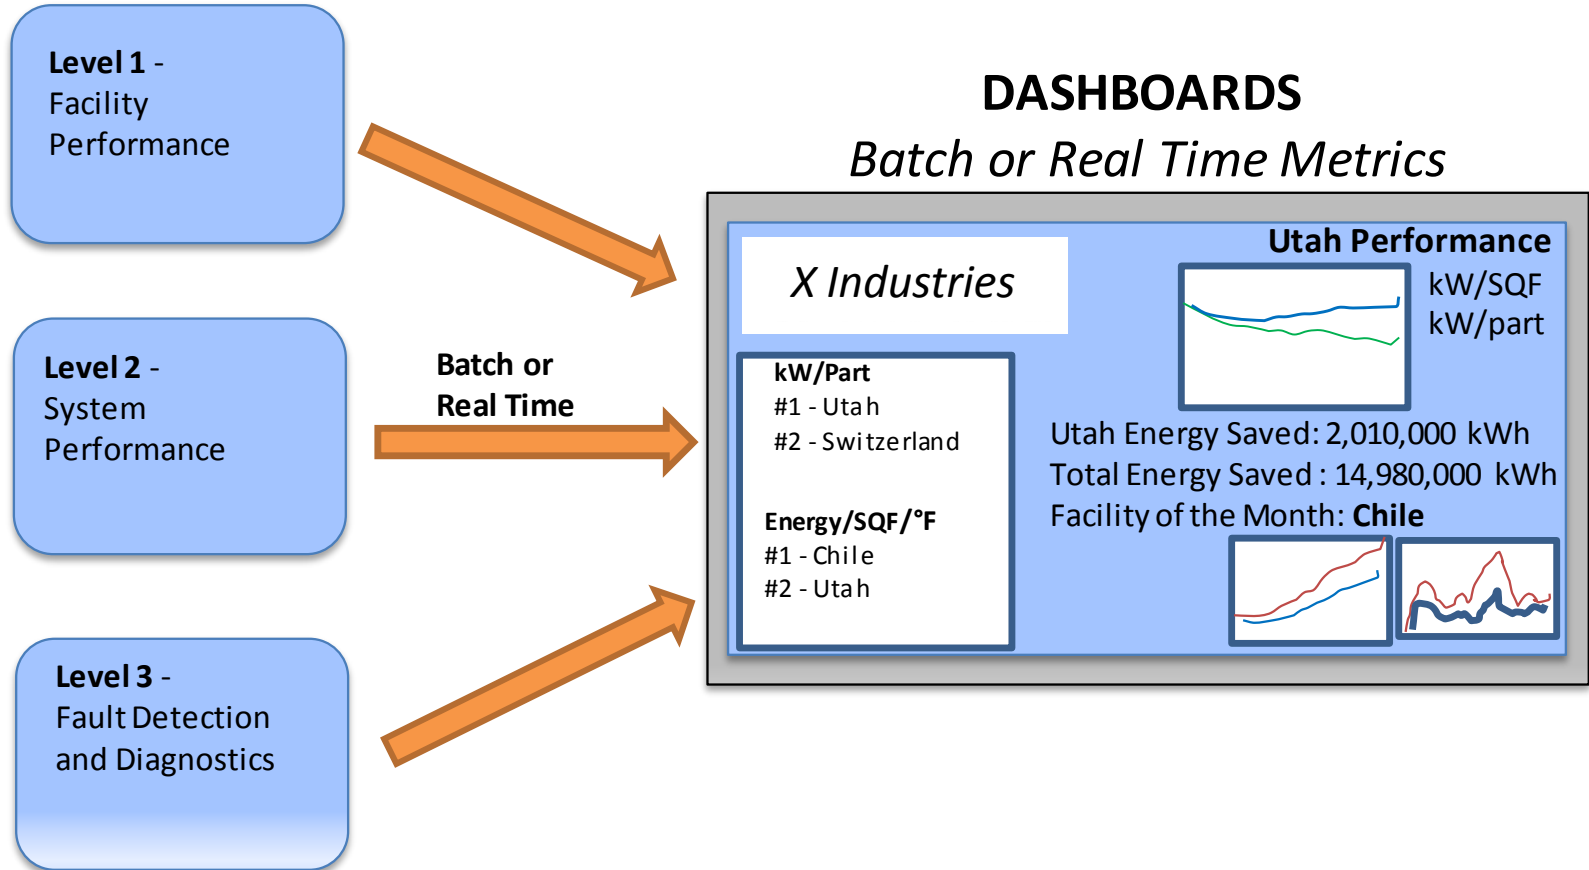 Level 1 -
Facility
Performance
Level 2 -
System
Performance
Level 3 -
Fault Detection
and Diagnostics
Batch or
Real Time
DASHBOARDS
Batch or Real Time Metrics
X Industries
kW/Part
#1 - Utah
#2 - Switzerland
Energy/SQF/°F
#1 - Chile
#2 - Utah
Utah Performance
kW/SQF
kW/part
Utah Energy Saved: 2,010,000 kWh
Total Energy Saved : 14,980,000 kWh
Facility of the Month: Chile